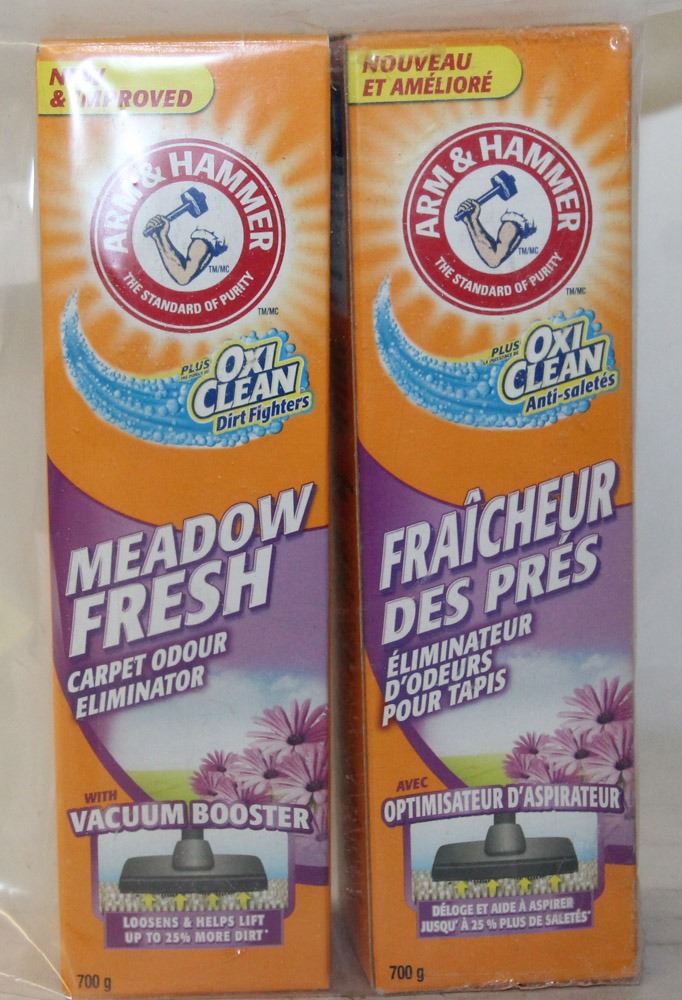 NEW
& IMPROVED
ARM & HAMMER
TM/MC
THE STANDARD OF PURITY
TM/MC
PLUS
OXI
CLEAN
Dirt Fighters
MEADOW
FRESH
CARPET ODOUR
ELIMINATOR
WITH
VACUUM BOOSTER
LOOSENS & HELPS LIFT
UP TO 25% MORE DIRT*
700 g
NOUVEAU
ET AMÉLIORÉ
ARM & HAMMER
TM/MC
THE STANDARD OF PURITY
TM/MC
PLUS
LA PUISSANCE DE
OXI
CLEAN
Anti-saletés
FRAÎCHEUR
DES PRÉS
ÉLIMINATEUR
D'ODEURS
POUR TAPIS
AVEC
OPTIMISATEUR D'ASPIRATEUR
DÉLOGE ET AIDE À ASPIRER
JUSQU'À 25 % PLUS DE SALETÉS*
700 g